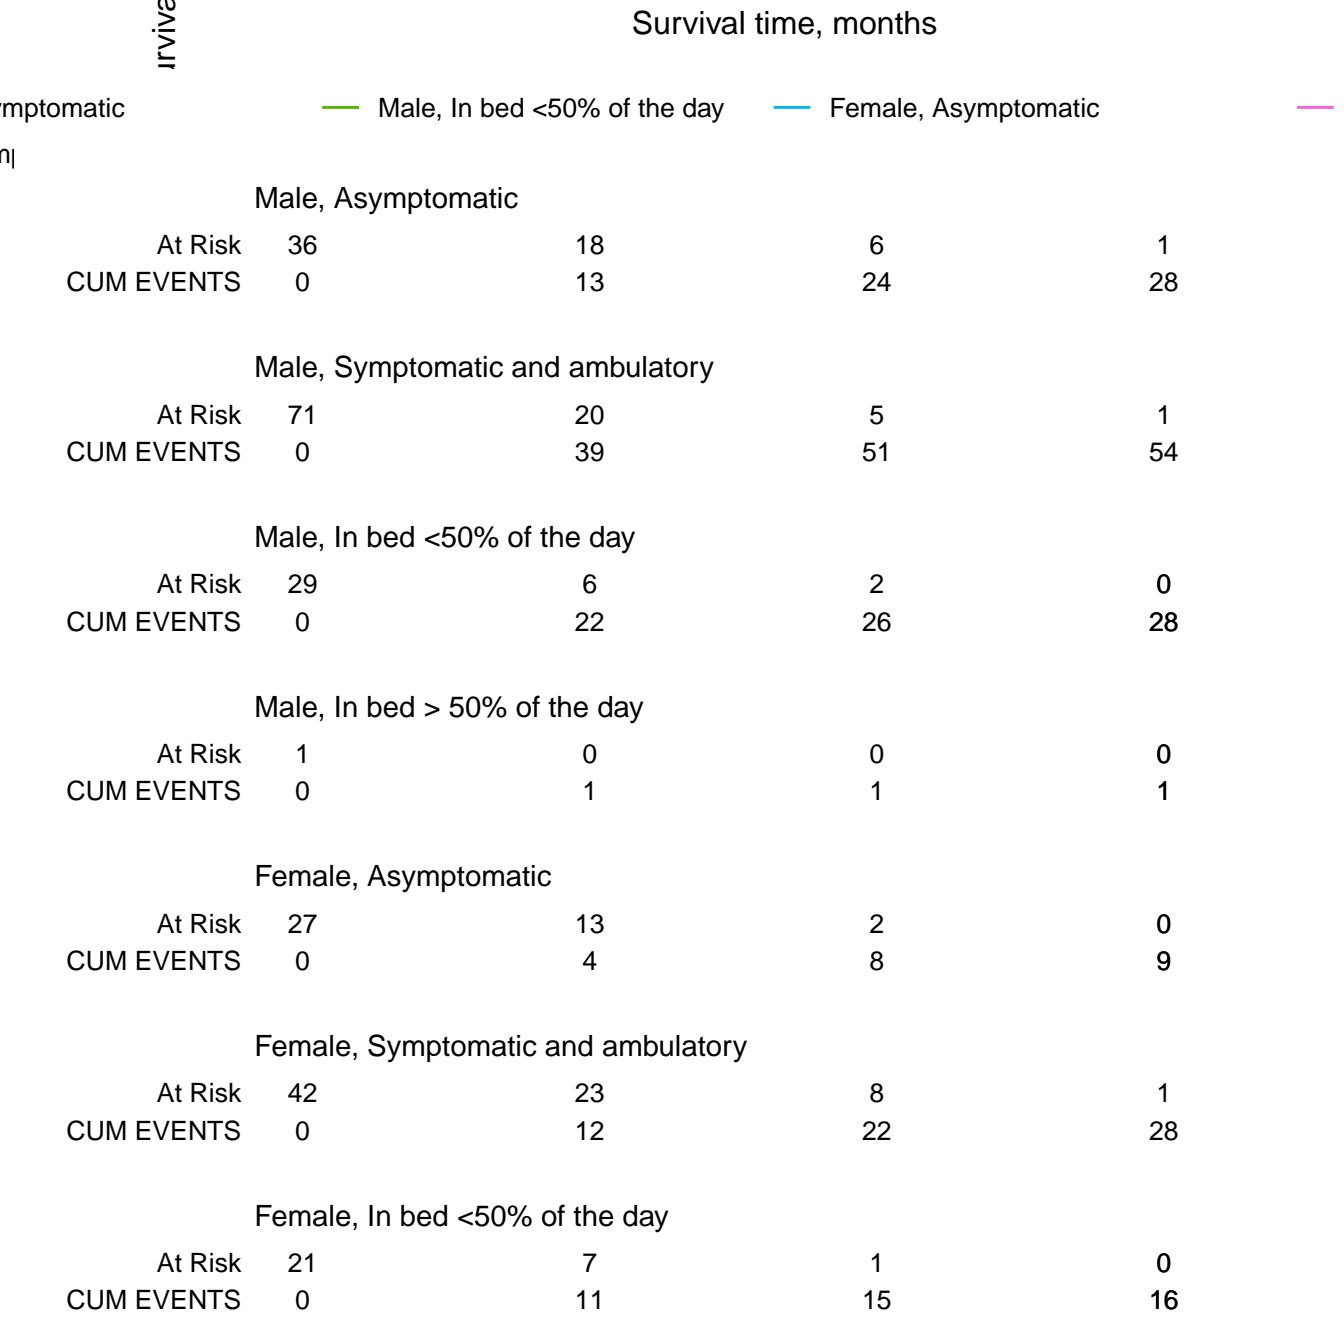 Survival time, months
Male, In bed <50% of the day Female, Asymptomatic
Male, Asymptomatic
At Risk 36 18 6 1
CUM EVENTS 0 13 24 28
Male, Symptomatic and ambulatory
At Risk 71 20 5 1
CUM EVENTS 0 39 51 54
Male, In bed <50% of the day
At Risk 29 6 2 0
CUM EVENTS 0 22 26 28
Male, In bed > 50% of the day
At Risk 1 0 0 0
CUM EVENTS 0 1 1 1
Female, Asymptomatic
At Risk 27 13 2 0
CUM EVENTS 0 4 8 9
Female, Symptomatic and ambulatory
At Risk 42 23 8 1
CUM EVENTS 0 12 22 28
Female, In bed <50% of the day
At Risk 21 7 1 0
CUM EVENTS 0 11 15 16